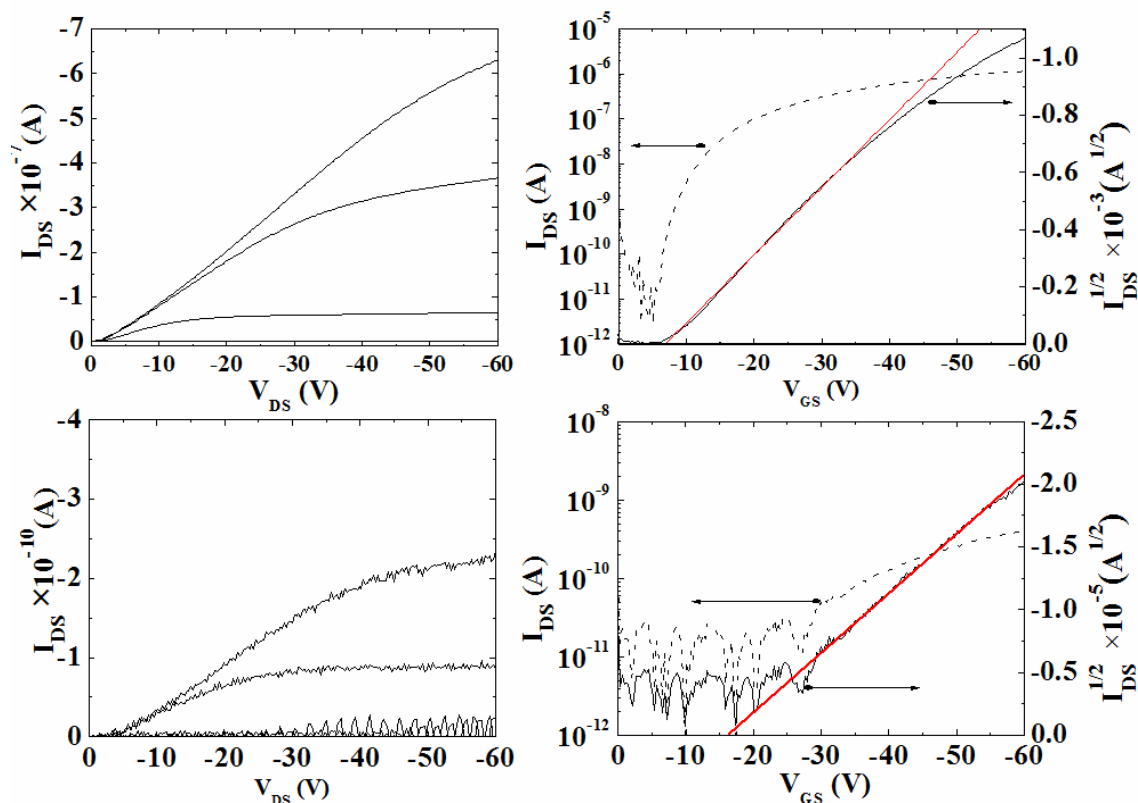 -7
-6
-5
-4
-3
-2
-1
0
I_DS ×10^-7 (A)
0 -10 -20 -30 -40 -50 -60
V_DS (V)
10^-5
10^-6
10^-7
10^-8
10^-9
10^-10
10^-11
10^-12
I_DS (A)
0 -10 -20 -30 -40 -50 -60
V_GS (V)
-1.0
-0.8
-0.6
-0.4
-0.2
0.0
I_DS^1/2 ×10^-3 (A^1/2)
-4
-3
-2
-1
0
I_DS ×10^-10 (A)
0 -10 -20 -30 -40 -50 -60
V_DS (V)
10^-8
10^-9
10^-10
10^-11
10^-12
I_DS (A)
0 -10 -20 -30 -40 -50 -60
V_GS (V)
-2.5
-2.0
-1.5
-1.0
-0.5
0.0
I_DS^1/2 ×10^-5 (A^1/2)